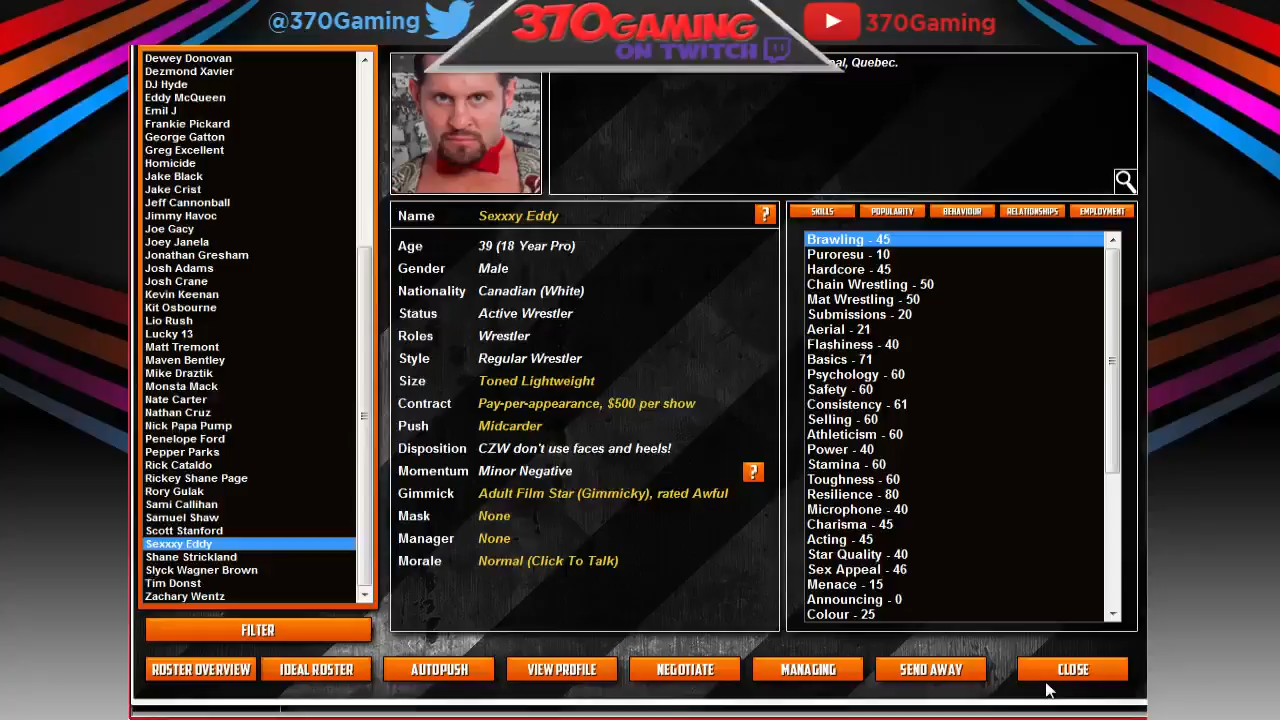 @370Gaming
370GAMING
ON TWITCH
370Gaming
Dewey Donovan
Dezmond Xavier
DJ Hyde
Eddy McQueen
Emil J
Frankie Pickard
George Gatton
Greg Excellent
Homicide
Jake Black
Jake Crist
Jeff Cannonball
Jimmy Havoc
Joe Gacy
Joey Janela
Jonathan Gresham
Josh Adams
Josh Crane
Kevin Keenan
Kit Osbourne
Lio Rush
Lucky 13
Matt Tremont
Maven Bentley
Mike Draztik
Monsta Mack
Nate Carter
Nathan Cruz
Nick Papa Pump
Penelope Ford
Pepper Parks
Rick Cataldo
Rickey Shane Page
Rory Gulak
Sami Callihan
Samuel Shaw
Scott Stanford
Sexxxy Eddy
Shane Strickland
Slyck Wagner Brown
Tim Donst
Zachary Wentz
FILTER
al, Quebec.
Name Sexxxy Eddy ?
Age 39 (18 Year Pro)
Gender Male
Nationality Canadian (White)
Status Active Wrestler
Roles Wrestler
Style Regular Wrestler
Size Toned Lightweight
Contract Pay-per-appearance, $500 per show
Push Midcarder
Disposition CZW don't use faces and heels!
Momentum Minor Negative ?
Gimmick Adult Film Star (Gimmicky), rated Awful
Mask None
Manager None
Morale Normal (Click To Talk)
SKILLS POPULARITY BEHAVIOUR RELATIONSHIPS EMPLOYMENT
Brawling - 45
Puroresu - 10
Hardcore - 45
Chain Wrestling - 50
Mat Wrestling - 50
Submissions - 20
Aerial - 21
Flashiness - 40
Basics - 71
Psychology - 60
Safety - 60
Consistency - 61
Selling - 60
Athleticism - 60
Power - 40
Stamina - 60
Toughness - 60
Resilience - 80
Microphone - 40
Charisma - 45
Acting - 45
Star Quality - 40
Sex Appeal - 46
Menace - 15
Announcing - 0
Colour - 25
ROSTER OVERVIEW IDEAL ROSTER AUTOPUSH VIEW PROFILE NEGOTIATE MANAGING SEND AWAY CLOSE